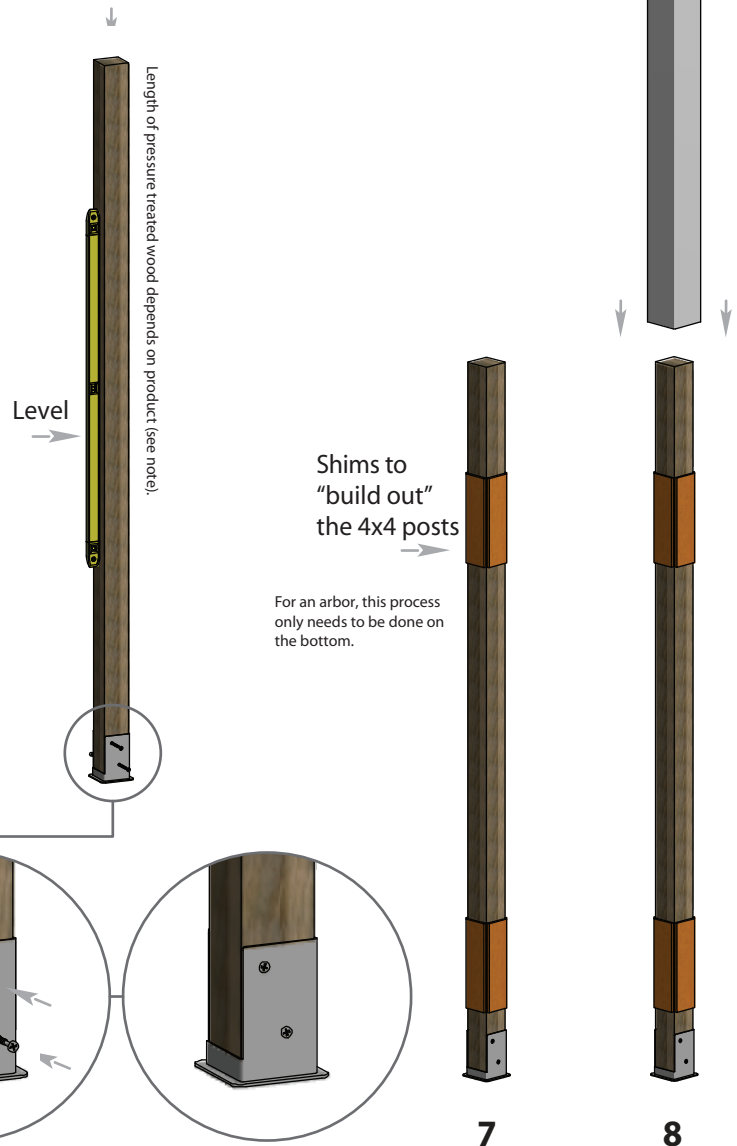 Length of pressure treated wood depends on product (see note).
Level
Shims to
“build out”
the 4x4 posts
For an arbor, this process
only needs to be done on
the bottom.
7
8